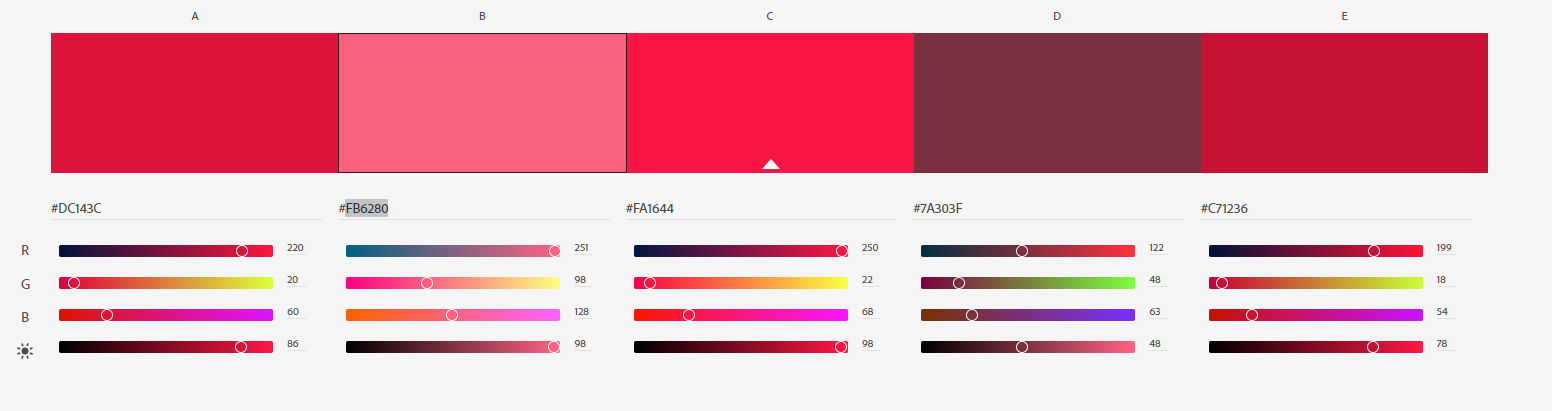 A B C D E
#DC143C #FB6280 #FA1644 #7A303F #C71236
R 220 251 250 122 199
G 20 98 22 48 18
B 60 128 68 63 54
86 98 98 48 78